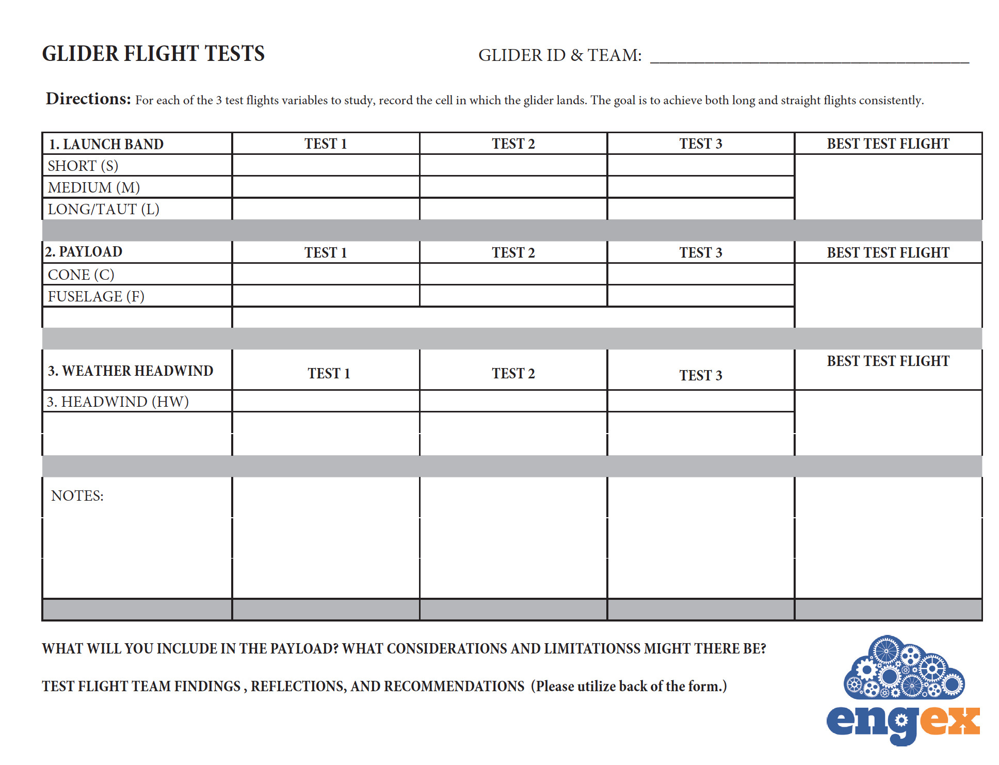 GLIDER FLIGHT TESTS GLIDER ID & TEAM: ___________________________________
Directions: For each of the 3 test flights variables to study, record the cell in which the glider lands. The goal is to achieve both long and straight flights consistently.
1. LAUNCH BAND TEST 1 TEST 2 TEST 3 BEST TEST FLIGHT
SHORT (S)
MEDIUM (M)
LONG/TAUT (L)
2. PAYLOAD TEST 1 TEST 2 TEST 3 BEST TEST FLIGHT
CONE (C)
FUSELAGE (F)
3. WEATHER HEADWIND TEST 1 TEST 2 TEST 3 BEST TEST FLIGHT
3. HEADWIND (HW)
NOTES:
WHAT WILL YOU INCLUDE IN THE PAYLOAD? WHAT CONSIDERATIONS AND LIMITATIONSS MIGHT THERE BE?
TEST FLIGHT TEAM FINDINGS , REFLECTIONS, AND RECOMMENDATIONS (Please utilize back of the form.)
engex